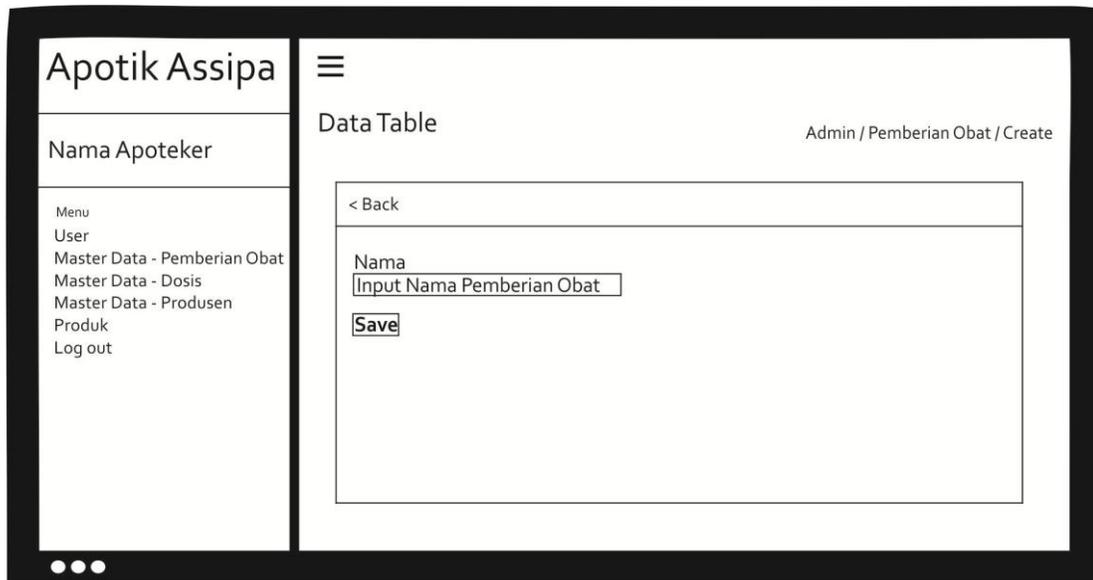 Apotik Assipa
Nama Apoteker
Menu
User
Master Data - Pemberian Obat
Master Data - Dosis
Master Data - Produsen
Produk
Log out
Data Table
Admin / Pemberian Obat / Create
< Back
Nama
Input Nama Pemberian Obat
Save